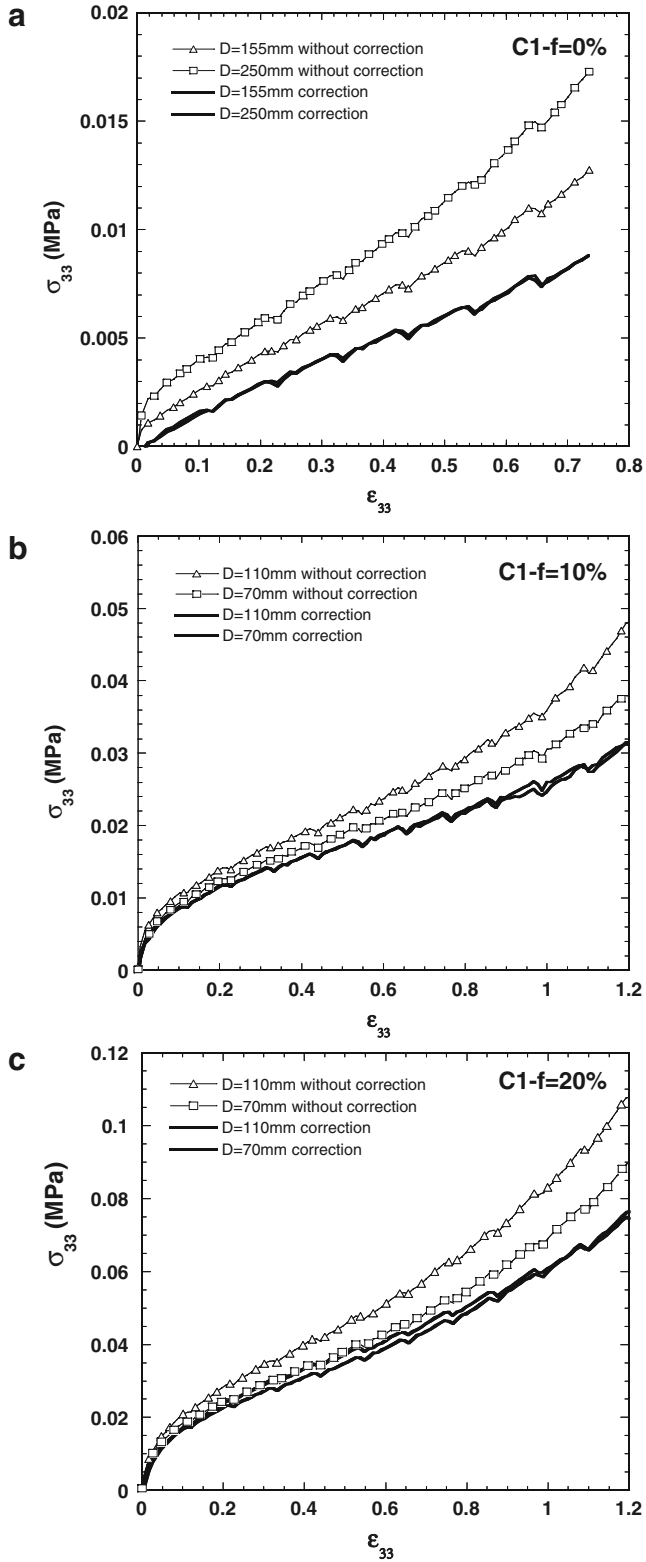 a
C1-f=0%
D=155mm without correction
D=250mm without correction
D=155mm correction
D=250mm correction
0.02
0.015
0.01
0.005
0
σ33 (MPa)
0 0.1 0.2 0.3 0.4 0.5 0.6 0.7 0.8
ε33
b
C1-f=10%
D=110mm without correction
D=70mm without correction
D=110mm correction
D=70mm correction
0.06
0.05
0.04
0.03
0.02
0.01
0
σ33 (MPa)
0 0.2 0.4 0.6 0.8 1 1.2
ε33
c
C1-f=20%
D=110mm without correction
D=70mm without correction
D=110mm correction
D=70mm correction
0.12
0.1
0.08
0.06
0.04
0.02
0
σ33 (MPa)
0 0.2 0.4 0.6 0.8 1 1.2
ε33